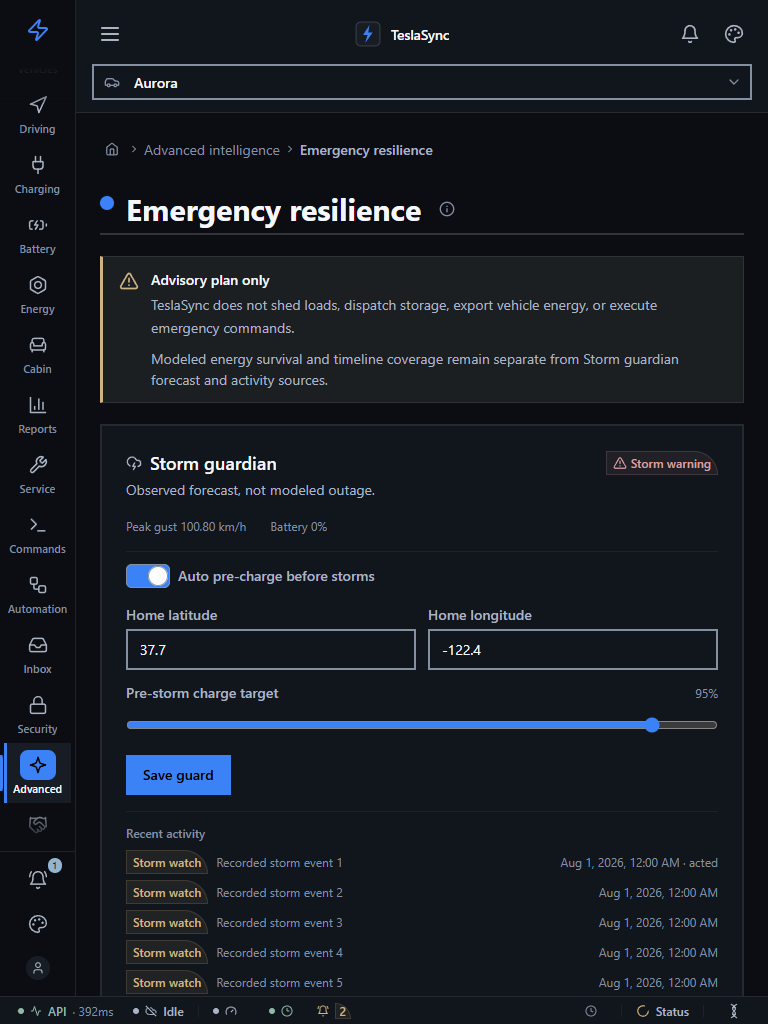 TeslaSync
Aurora
Driving
Charging
Battery
Energy
Cabin
Reports
Service
Commands
Automation
Inbox
Security
Advanced
1
Advanced intelligence
Emergency resilience
Emergency resilience
Advisory plan only
TeslaSync does not shed loads, dispatch storage, export vehicle energy, or execute
emergency commands.
Modeled energy survival and timeline coverage remain separate from Storm guardian
forecast and activity sources.
Storm guardian
Storm warning
Observed forecast, not modeled outage.
Peak gust 100.80 km/h Battery 0%
Auto pre-charge before storms
Home latitude
Home longitude
37.7
-122.4
Pre-storm charge target
95%
Save guard
Recent activity
Storm watch Recorded storm event 1 Aug 1, 2026, 12:00 AM · acted
Storm watch Recorded storm event 2 Aug 1, 2026, 12:00 AM
Storm watch Recorded storm event 3 Aug 1, 2026, 12:00 AM
Storm watch Recorded storm event 4 Aug 1, 2026, 12:00 AM
Storm watch Recorded storm event 5 Aug 1, 2026, 12:00 AM
API · 392ms Idle 2 Status